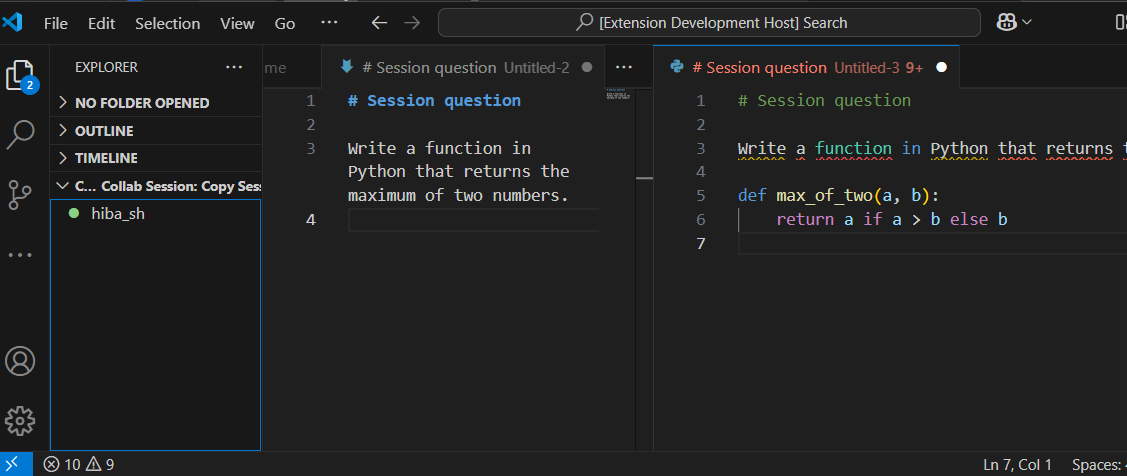 File Edit Selection View Go ··· [Extension Development Host] Search
EXPLORER ···
2
NO FOLDER OPENED
OUTLINE
TIMELINE
C... Collab Session: Copy Ses
hiba_sh
me
# Session question Untitled-2 ···
1 # Session question
2
3 Write a function in
Python that returns the
maximum of two numbers.
4
# Session question Untitled-3 9+
1 # Session question
2
3 Write a function in Python that returns t
4
5 def max_of_two(a, b):
6 return a if a > b else b
7
10 9 Ln 7, Col 1 Spaces: